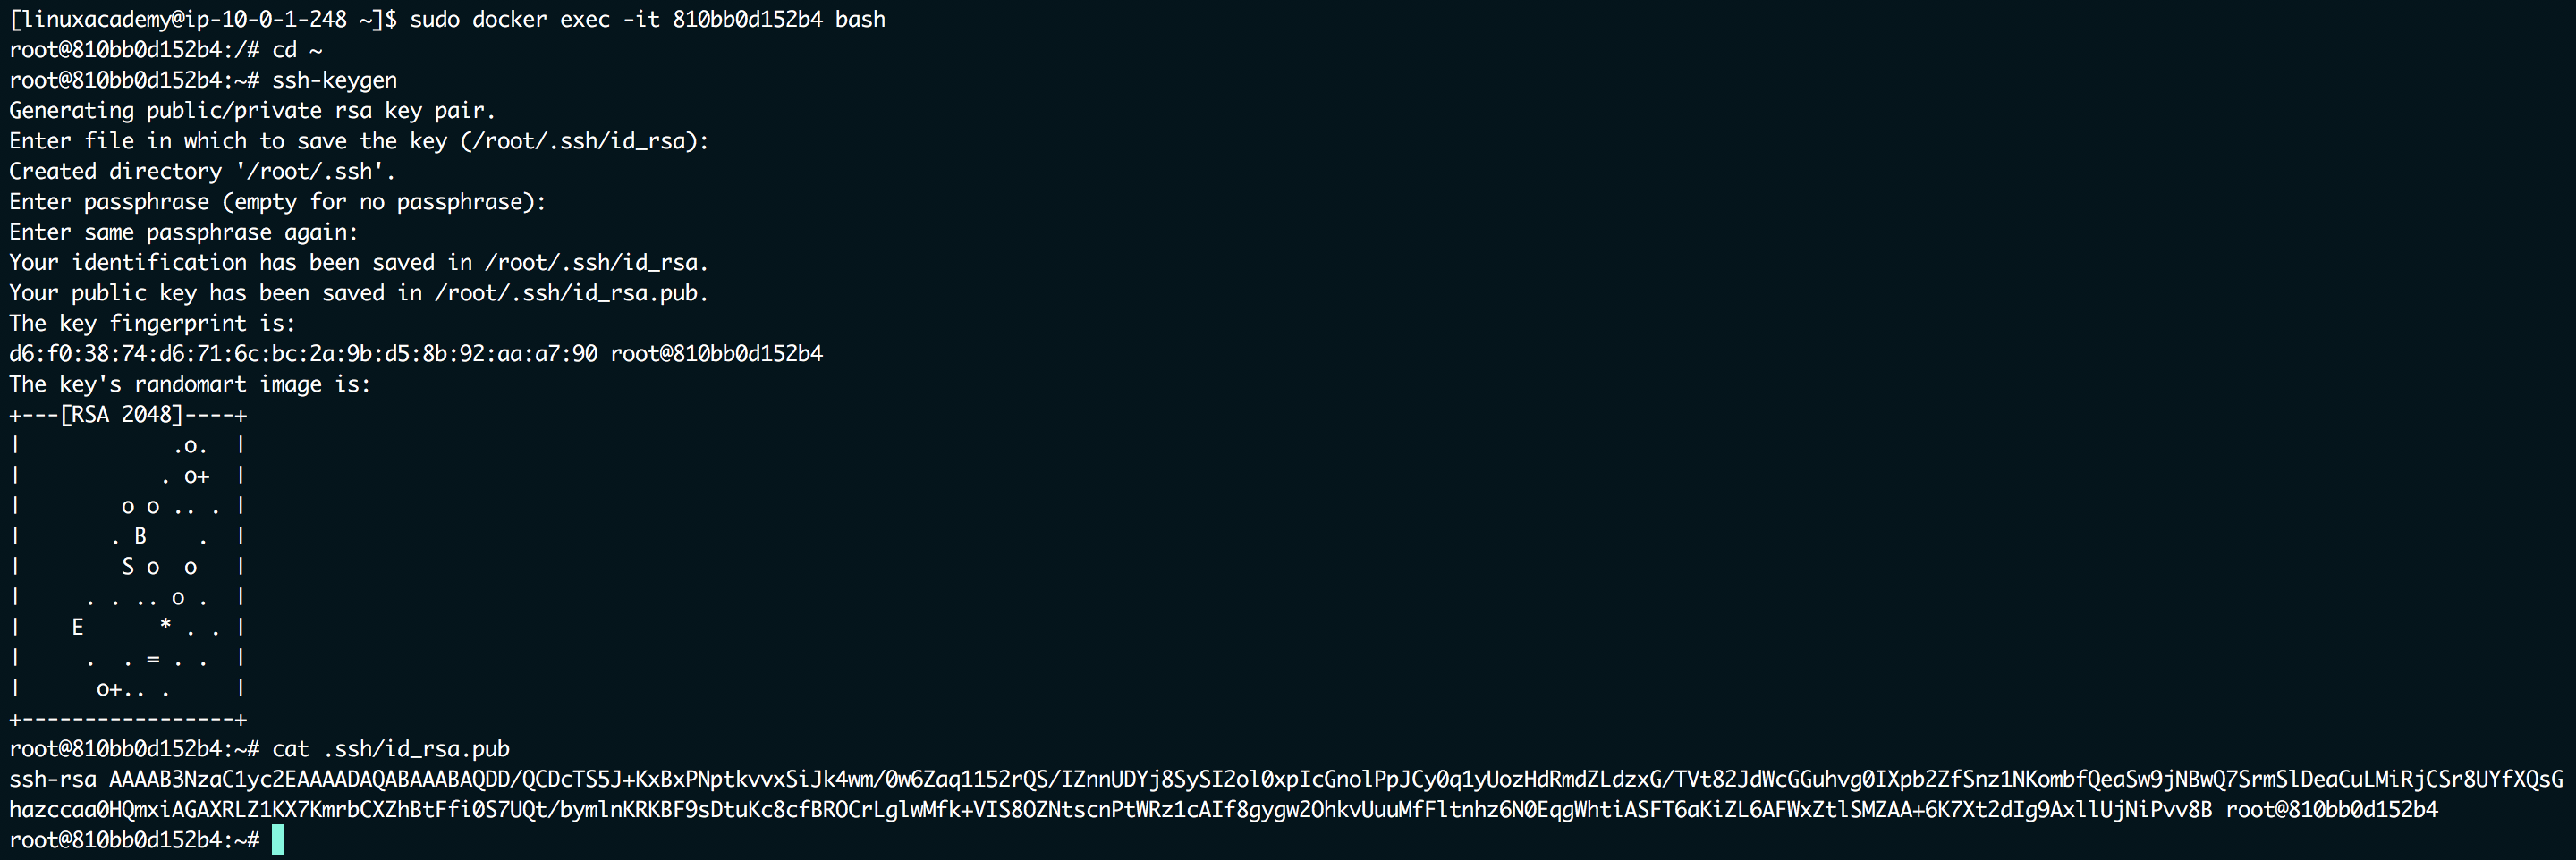 [linuxacademy@ip-10-0-1-248 ~]$ sudo docker exec -it 810bb0d152b4 bash
root@810bb0d152b4:/# cd ~
root@810bb0d152b4:~# ssh-keygen
Generating public/private rsa key pair.
Enter file in which to save the key (/root/.ssh/id_rsa):
Created directory '/root/.ssh'.
Enter passphrase (empty for no passphrase):
Enter same passphrase again:
Your identification has been saved in /root/.ssh/id_rsa.
Your public key has been saved in /root/.ssh/id_rsa.pub.
The key fingerprint is:
d6:f0:38:74:d6:71:6c:bc:2a:9b:d5:8b:92:aa:a7:90 root@810bb0d152b4
The key's randomart image is:
+---[RSA 2048]----+
|            .o.  |
|           . o+  |
|        o o .. . |
|       . B    .  |
|        S o  o   |
|     . . .. o .  |
|    E      * . . |
|     .  . = . .  |
|      o+.. .     |
+-----------------+
root@810bb0d152b4:~# cat .ssh/id_rsa.pub
ssh-rsa AAAAB3NzaC1yc2EAAAADAQABAAABAQDD/QCDcTS5J+KxBxPNptkvvxSiJk4wm/0w6Zaq1152rQS/IZnnUDYj8SySI2ol0xpIcGnolPpJCy0q1yUozHdRmdZLdzxG/TVt82JdWcGGuhvg0IXpb2ZfSnz1NKombfQeaSw9jNBwQ7SrmSlDeaCuLMiRjCSr8UYfXQsG
hazccaa0HQmxiAGAXRLZ1KX7KmrbCXZhBtFfi0S7UQt/bymlnKRKBF9sDtuKc8cfBROCrLglwMfk+VIS8OZNtscnPtWRz1cAIf8gygw2OhkvUuuMfFltnhz6N0EqgWhtiASFT6aKiZL6AFWxZtlSMZAA+6K7Xt2dIg9AxllUjNiPvv8B root@810bb0d152b4
root@810bb0d152b4:~#